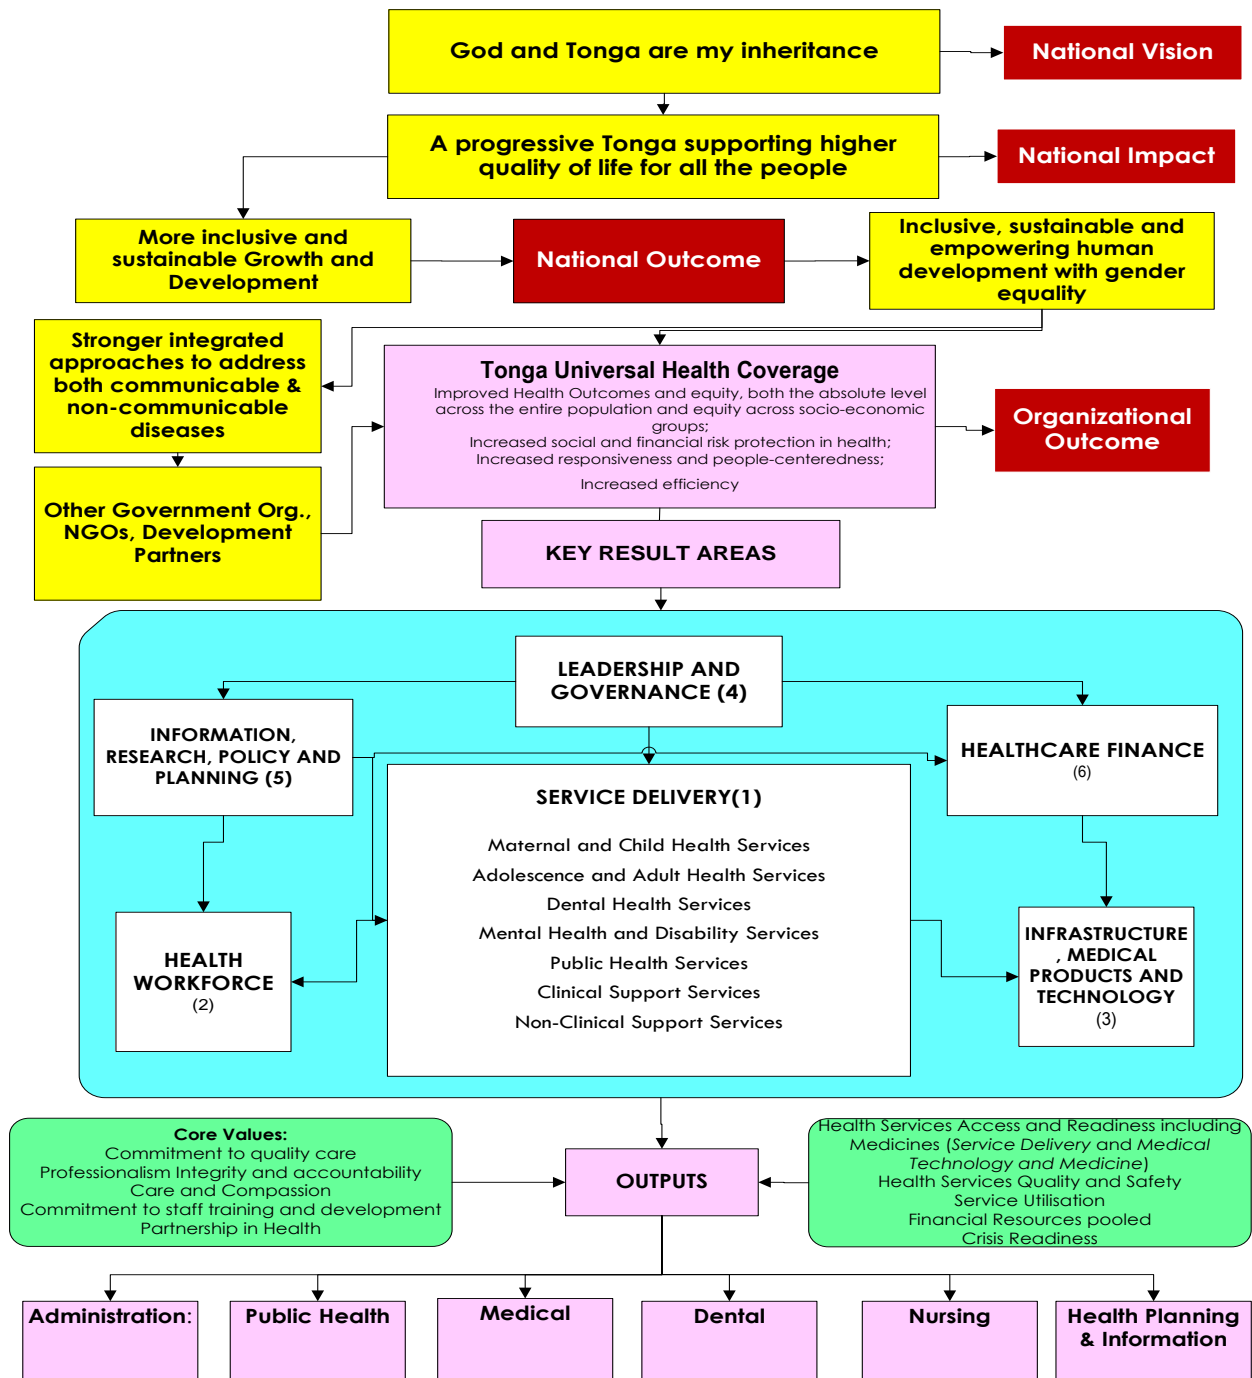 God and Tonga are my inheritance
National Vision
A progressive Tonga supporting higher
quality of life for all the people
National Impact
More inclusive and
sustainable Growth and
Development
National Outcome
Inclusive, sustainable and
empowering human
development with gender
equality
Stronger integrated
approaches to address
both communicable &
non-communicable
diseases
Tonga Universal Health Coverage
Improved Health Outcomes and equity, both the absolute level
across the entire population and equity across socio-economic
groups;
Increased social and financial risk protection in health;
Increased responsiveness and people-centeredness;
Increased efficiency
Organizational
Outcome
Other Government Org.,
NGOs, Development
Partners
KEY RESULT AREAS
LEADERSHIP AND
GOVERNANCE (4)
INFORMATION,
RESEARCH, POLICY AND
PLANNING (5)
HEALTHCARE FINANCE
(6)
SERVICE DELIVERY(1)
Maternal and Child Health Services
Adolescence and Adult Health Services
Dental Health Services
Mental Health and Disability Services
Public Health Services
Clinical Support Services
Non-Clinical Support Services
HEALTH
WORKFORCE
(2)
INFRASTRUCTURE
, MEDICAL
PRODUCTS AND
TECHNOLOGY
(3)
Core Values:
Commitment to quality care
Professionalism Integrity and accountability
Care and Compassion
Commitment to staff training and development
Partnership in Health
OUTPUTS
Health Services Access and Readiness including
Medicines (Service Delivery and Medical
Technology and Medicine)
Health Services Quality and Safety
Service Utilisation
Financial Resources pooled
Crisis Readiness
Administration:
Public Health
Medical
Dental
Nursing
Health Planning
& Information